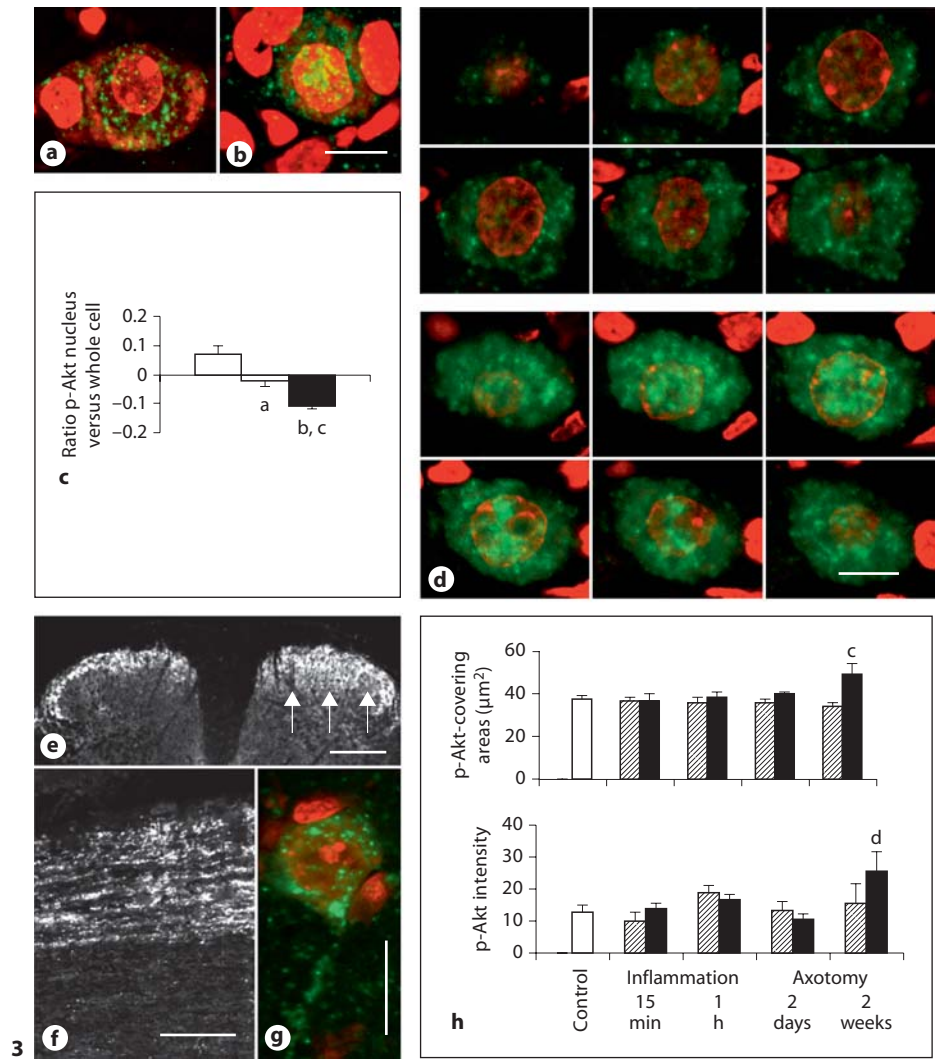 a
b
0.2
0.1
0
–0.1
–0.2
Ratio p-Akt nucleus
versus whole cell
a
b, c
c
d
e
f
g
3
60
40
20
0
p-Akt-covering
areas (µm²)
c
40
30
20
10
0
p-Akt intensity
d
Control
Inflammation
Axotomy
15
min
1
h
2
days
2
weeks
h